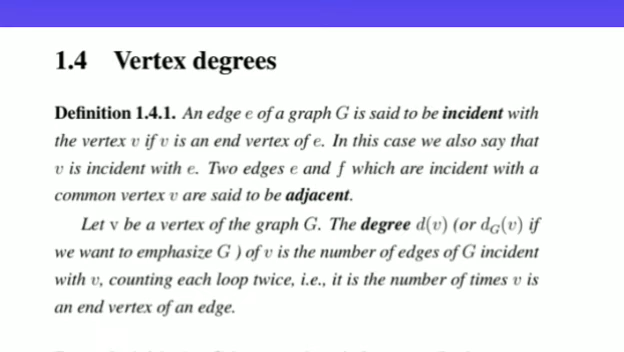 1.4 Vertex degrees
Definition 1.4.1. An edge e of a graph G is said to be incident with
the vertex v if v is an end vertex of e. In this case we also say that
v is incident with e. Two edges e and f which are incident with a
common vertex v are said to be adjacent.
Let v be a vertex of the graph G. The degree d(v) (or d_G(v) if
we want to emphasize G ) of v is the number of edges of G incident
with v, counting each loop twice, i.e., it is the number of times v is
an end vertex of an edge.